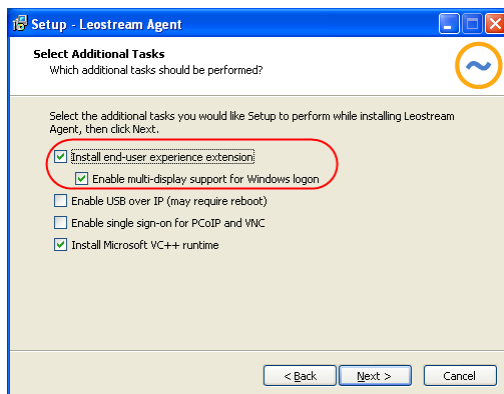 Setup - Leostream Agent
Select Additional Tasks
Which additional tasks should be performed?
Select the additional tasks you would like Setup to perform while installing Leostream
Agent, then click Next.
Install end-user experience extension
Enable multi-display support for Windows logon
Enable USB over IP (may require reboot)
Enable single sign-on for PCoIP and VNC
Install Microsoft VC++ runtime
< Back Next > Cancel